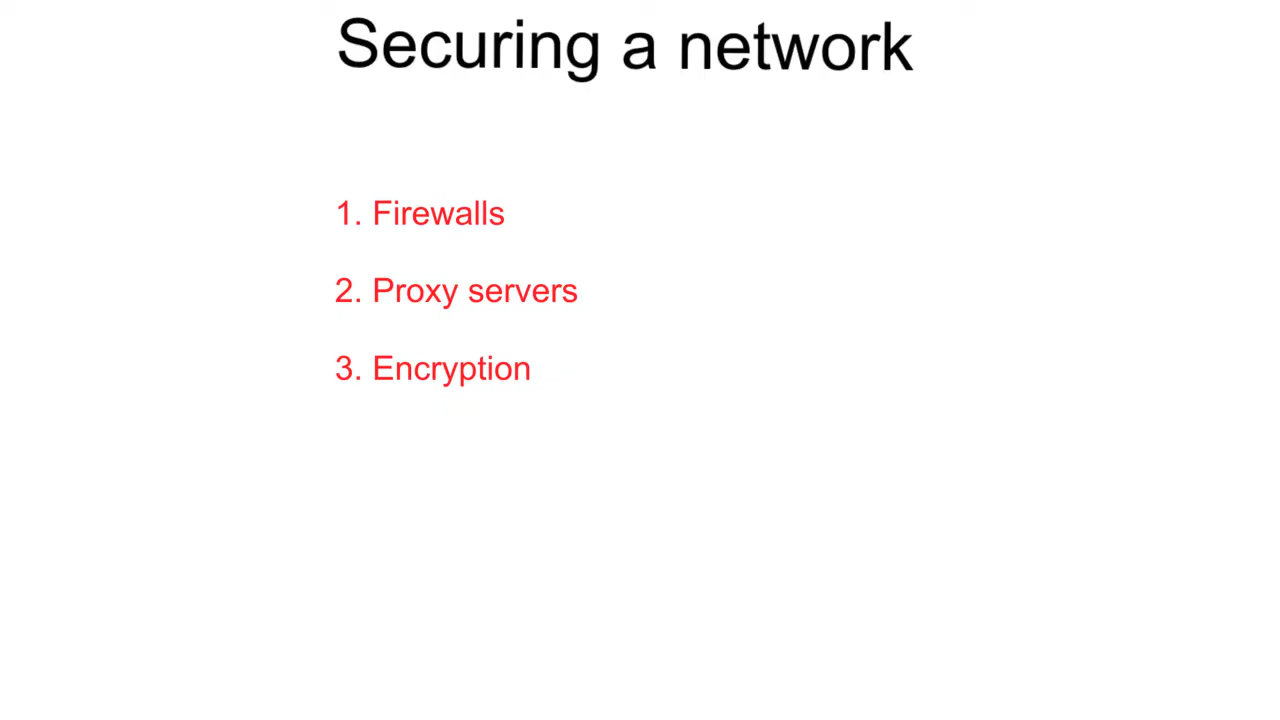 Securing a network
1. Firewalls
2. Proxy servers
3. Encryption